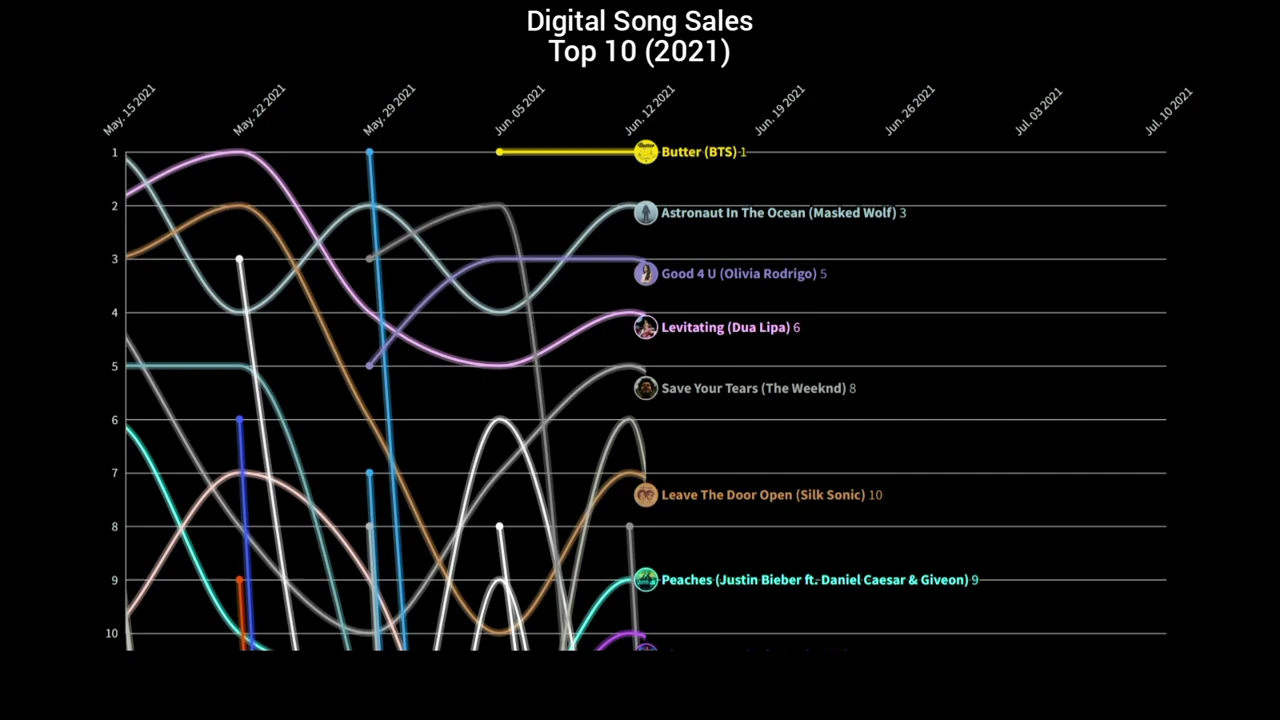 Digital Song Sales
Top 10 (2021)
May. 15 2021
May. 22 2021
May. 29 2021
Jun. 05 2021
Jun. 12 2021
Jun. 19 2021
Jun. 26 2021
Jul. 03 2021
Jul. 10 2021
1
Butter (BTS) 1
2
Astronaut In The Ocean (Masked Wolf) 3
3
Good 4 U (Olivia Rodrigo) 5
4
Levitating (Dua Lipa) 6
5
Save Your Tears (The Weeknd) 8
6
7
Leave The Door Open (Silk Sonic) 10
8
9
Peaches (Justin Bieber ft. Daniel Caesar & Giveon) 9
10